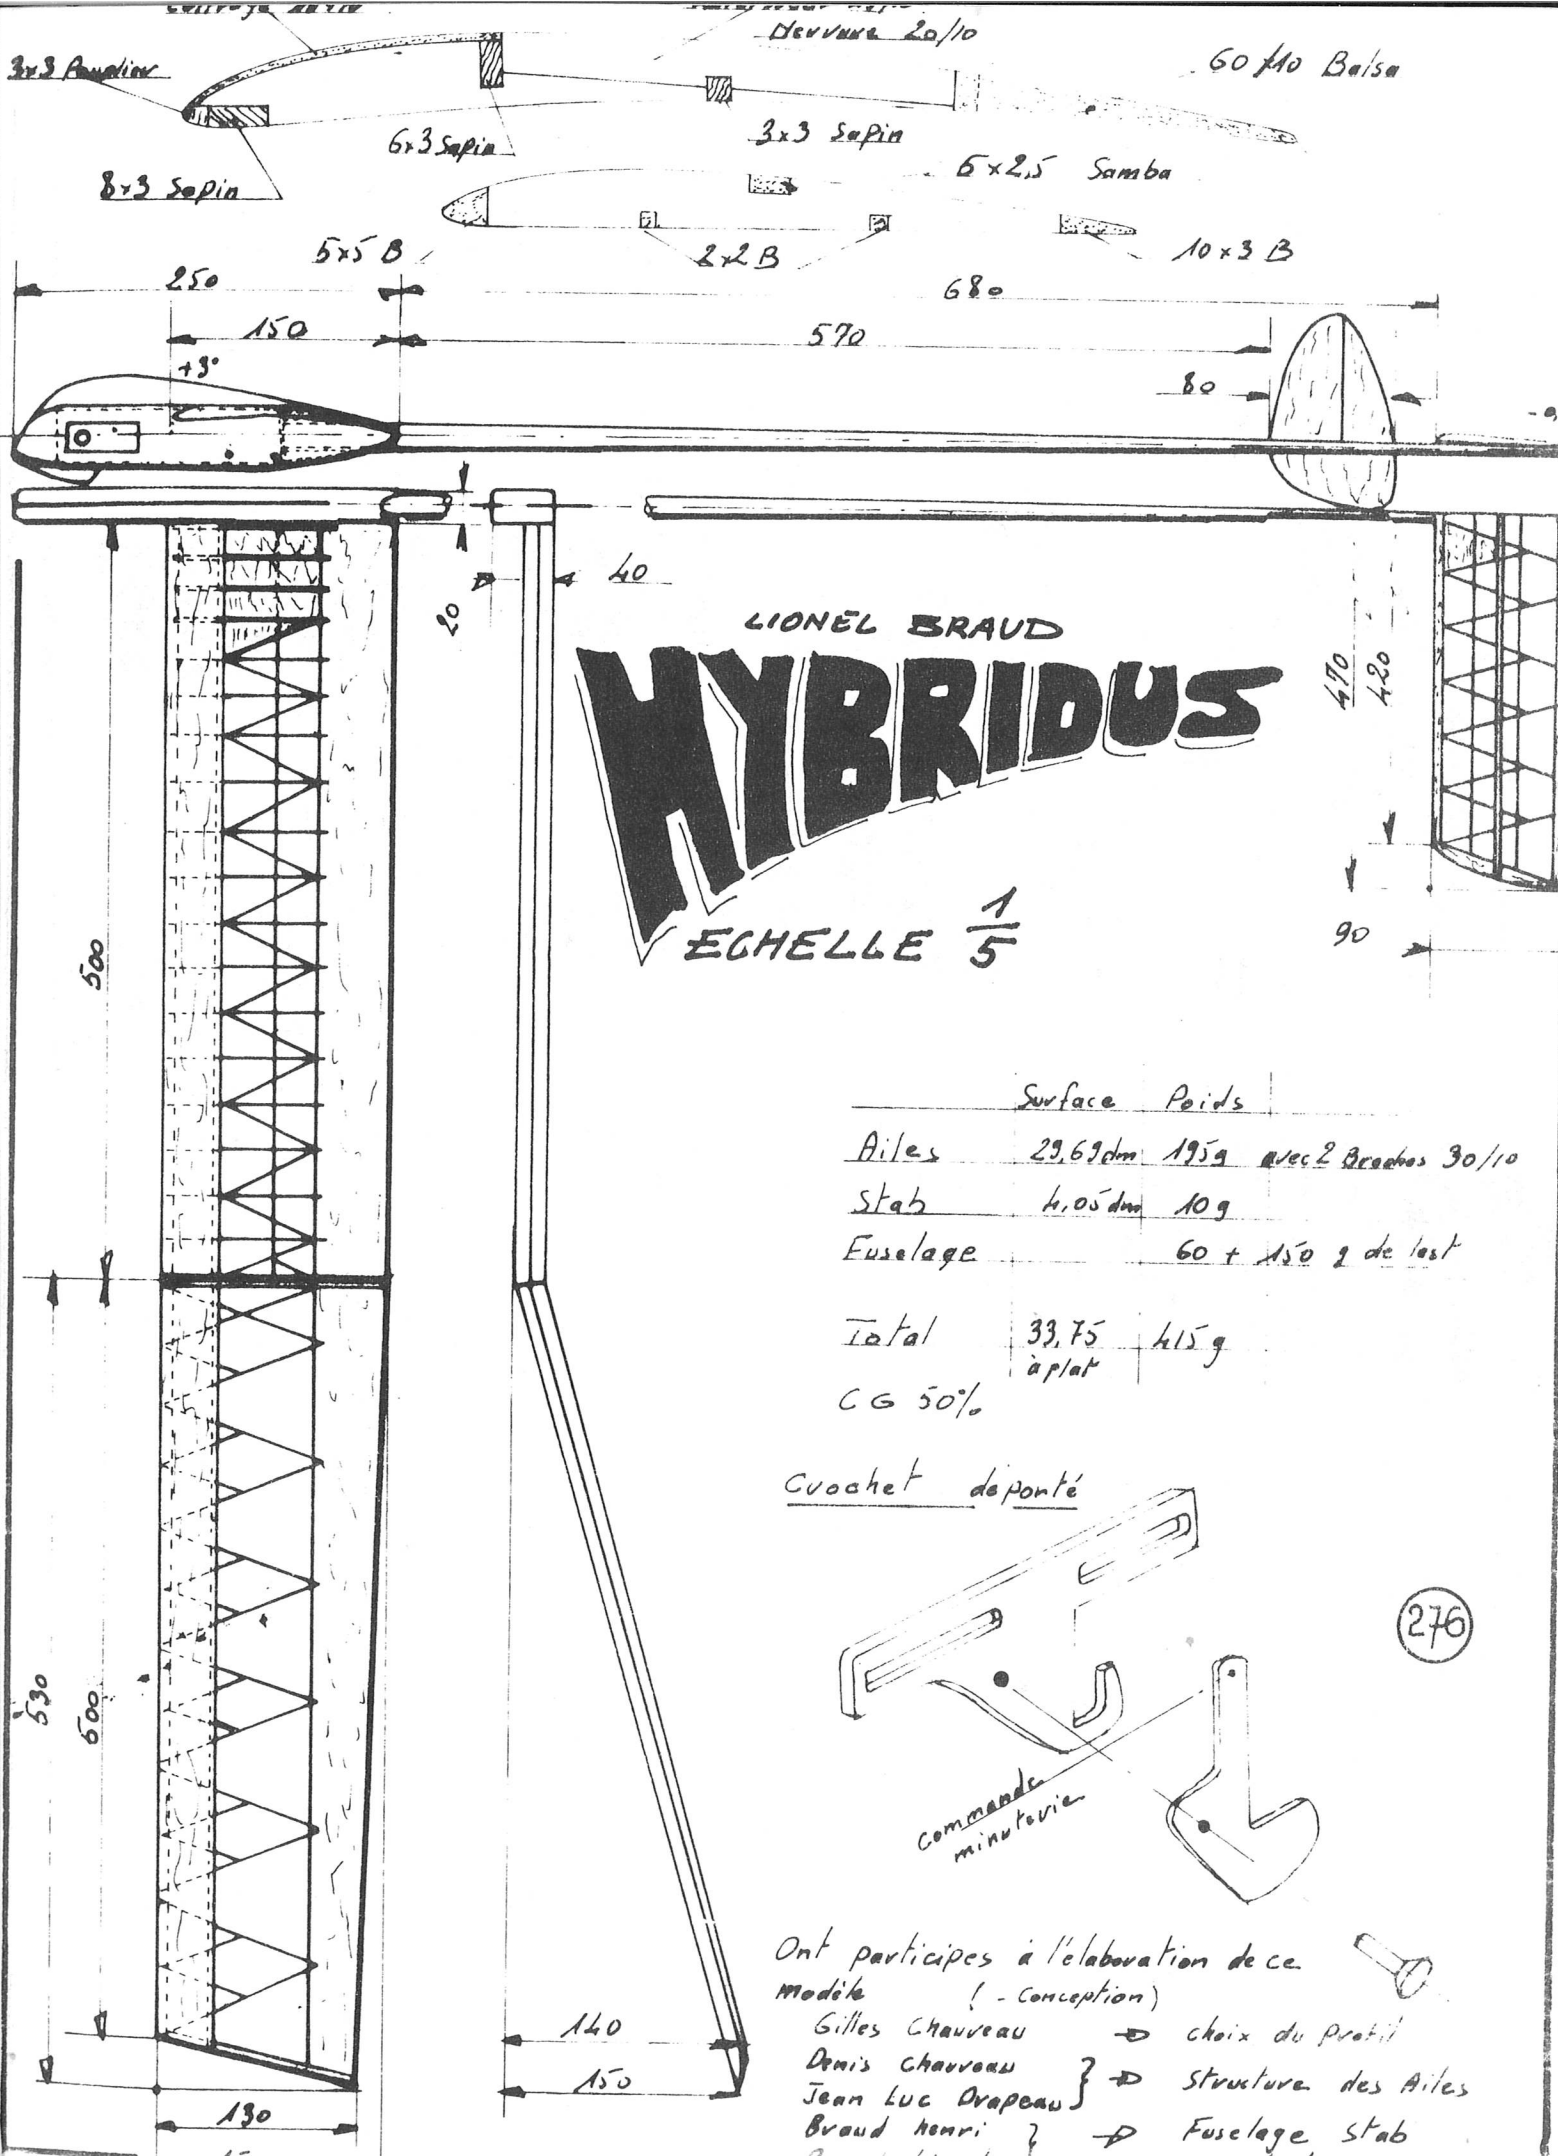 Nervure 20/10
60/10 Balsa
3x3 Peuplier
6x3 Sapin
3x3 Sapin
8x3 Sapin
6x2,5 Samba
5x5 B
2x2 B
10x3 B
250
680
150
570
+3°
80
40
20
LIONEL BRAUD
HYBRIDUS
ECHELLE 1/5
470
420
90
500
Surface Poids
Ailes 29,69dm 195g avec 2 Broches 30/10
Stab 4,05dm 10g
Fuselage 60 + 150 g de lest
Total 33,75 415g
à plat
CG 50%
Crochet déporté
276
530
500
commande
minuterie
Ont participes à l'élaboration de ce
modèle ( - Conception)
Gilles Chauveau choix du Profil
Denis Chauveau
Jean Luc Drapeau } Structure des Ailes
Braud henri } Fuselage Stab
140
150
130